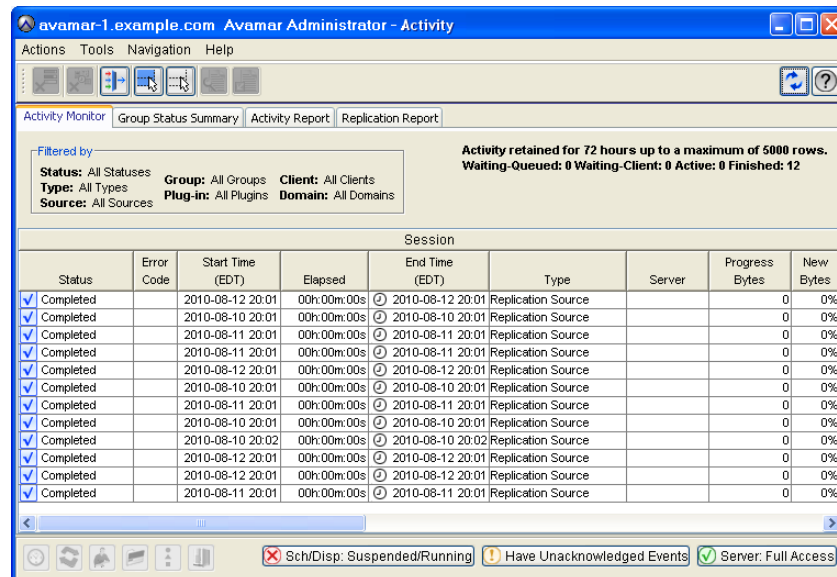 avamar-1.example.com Avamar Administrator - Activity
Actions Tools Navigation Help
Activity Monitor Group Status Summary Activity Report Replication Report
Filtered by
Status: All Statuses
Type: All Types
Source: All Sources
Group: All Groups
Plug-in: All Plugins
Client: All Clients
Domain: All Domains
Activity retained for 72 hours up to a maximum of 5000 rows.
Waiting-Queued: 0 Waiting-Client: 0 Active: 0 Finished: 12
Session
Status Error Code Start Time (EDT) Elapsed End Time (EDT) Type Server Progress Bytes New Bytes
Completed 2010-08-12 20:01 00h:00m:00s 2010-08-12 20:01 Replication Source 0 0%
Completed 2010-08-10 20:01 00h:00m:00s 2010-08-10 20:01 Replication Source 0 0%
Completed 2010-08-11 20:01 00h:00m:00s 2010-08-11 20:01 Replication Source 0 0%
Completed 2010-08-11 20:01 00h:00m:00s 2010-08-11 20:01 Replication Source 0 0%
Completed 2010-08-12 20:01 00h:00m:00s 2010-08-12 20:01 Replication Source 0 0%
Completed 2010-08-10 20:01 00h:00m:00s 2010-08-10 20:01 Replication Source 0 0%
Completed 2010-08-11 20:01 00h:00m:00s 2010-08-11 20:01 Replication Source 0 0%
Completed 2010-08-10 20:01 00h:00m:00s 2010-08-10 20:01 Replication Source 0 0%
Completed 2010-08-10 20:02 00h:00m:00s 2010-08-10 20:02 Replication Source 0 0%
Completed 2010-08-12 20:01 00h:00m:00s 2010-08-12 20:01 Replication Source 0 0%
Completed 2010-08-12 20:01 00h:00m:00s 2010-08-12 20:01 Replication Source 0 0%
Completed 2010-08-11 20:01 00h:00m:00s 2010-08-11 20:01 Replication Source 0 0%
Sch/Disp: Suspended/Running Have Unacknowledged Events Server: Full Access